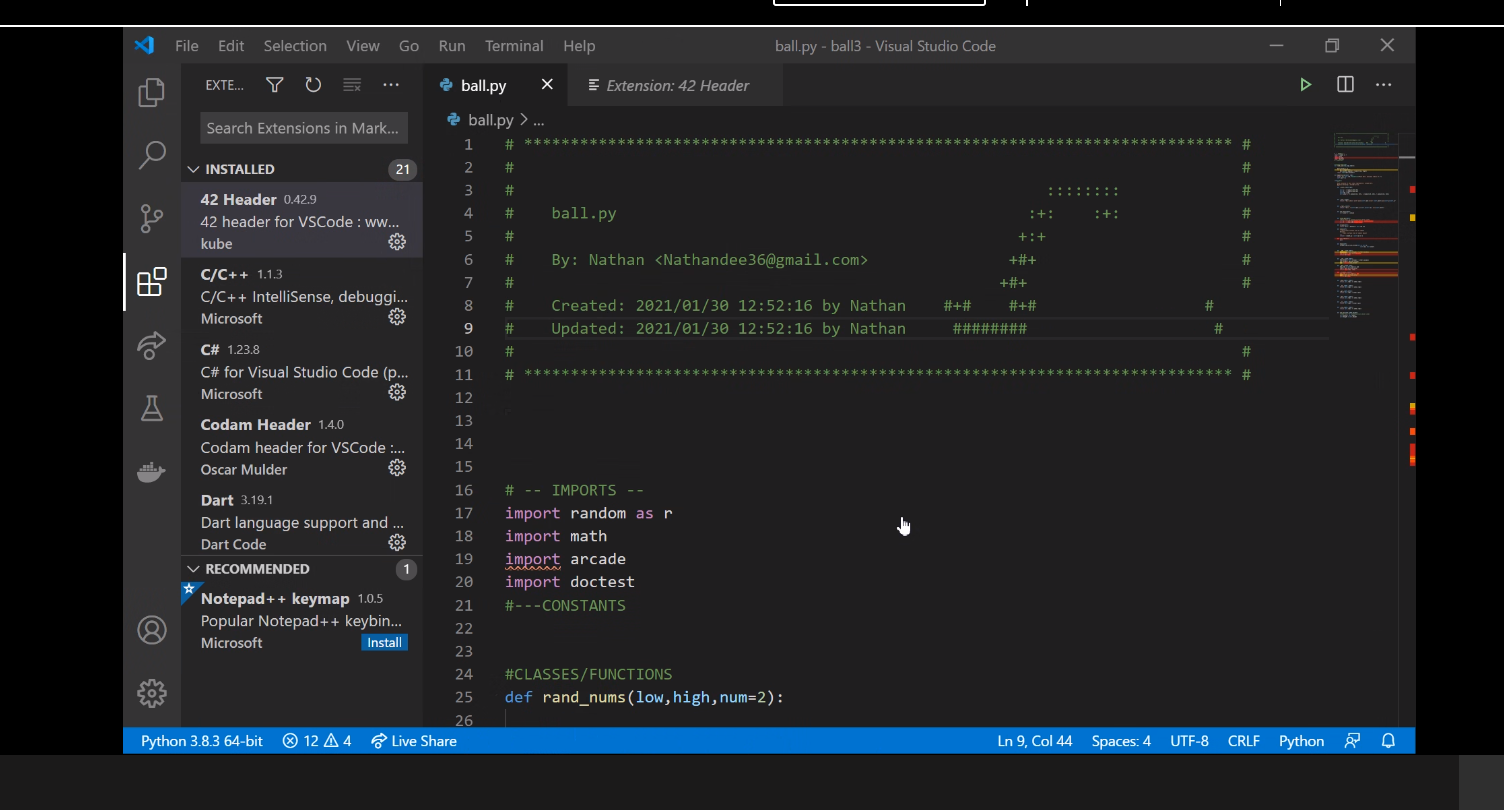 File Edit Selection View Go Run Terminal Help
ball.py - ball3 - Visual Studio Code
EXTE...
Search Extensions in Mark...
INSTALLED 21
42 Header 0.42.9
42 header for VSCode : ww...
kube
C/C++ 1.1.3
C/C++ IntelliSense, debuggi...
Microsoft
C# 1.23.8
C# for Visual Studio Code (p...
Microsoft
Codam Header 1.4.0
Codam header for VSCode :...
Oscar Mulder
Dart 3.19.1
Dart language support and ...
Dart Code
RECOMMENDED 1
Notepad++ keymap 1.0.5
Popular Notepad++ keybin...
Microsoft Install
ball.py
Extension: 42 Header
ball.py > ...
1 # **************************************************************************** #
2 # #
3 # :::::::: #
4 # ball.py :+: :+: #
5 # +:+ #
6 # By: Nathan <Nathandee36@gmail.com> +#+ #
7 # +#+ #
8 # Created: 2021/01/30 12:52:16 by Nathan #+# #+# #
9 # Updated: 2021/01/30 12:52:16 by Nathan ######## #
10 # #
11 # **************************************************************************** #
12
13
14
15
16 # -- IMPORTS --
17 import random as r
18 import math
19 import arcade
20 import doctest
21 #---CONSTANTS
22
23
24 #CLASSES/FUNCTIONS
25 def rand_nums(low,high,num=2):
26
Python 3.8.3 64-bit 12 4 Live Share
Ln 9, Col 44 Spaces: 4 UTF-8 CRLF Python